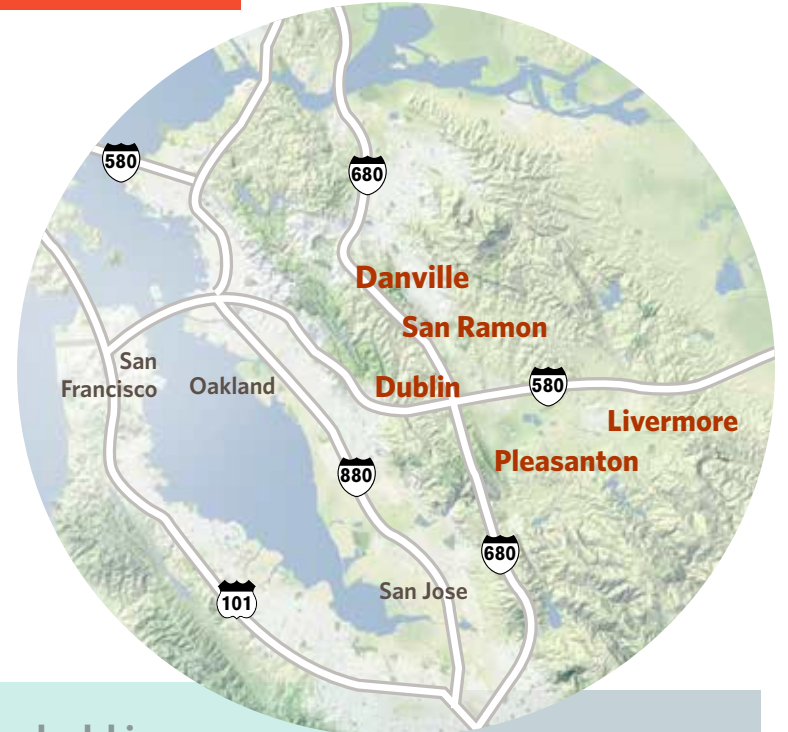 580
680
Danville
San Ramon
San
Francisco
Oakland
Dublin
580
Livermore
Pleasanton
880
680
San Jose
101